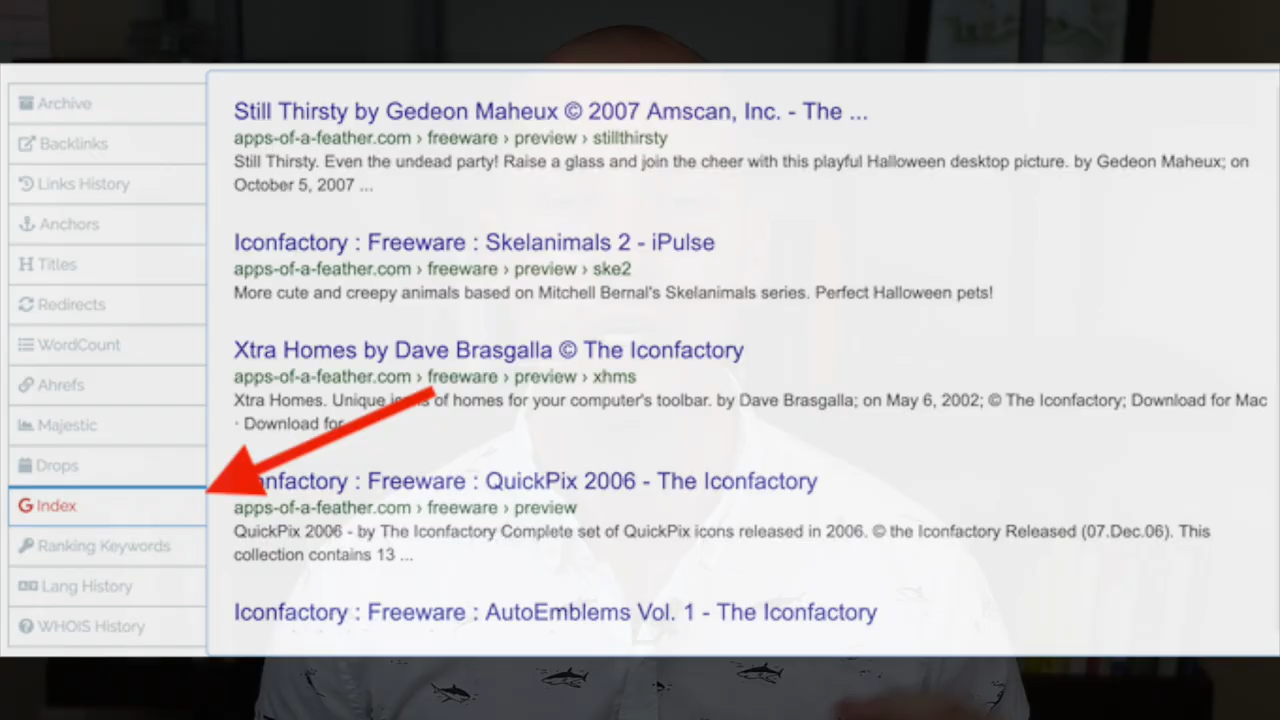 Archive
Backlinks
Links History
Anchors
Titles
Redirects
WordCount
Ahrefs
Majestic
Drops
Index
Ranking Keywords
Lang History
WHOIS History
Still Thirsty by Gedeon Maheux © 2007 Amscan, Inc. - The ...
apps-of-a-feather.com › freeware › preview › stillthirsty
Still Thirsty. Even the undead party! Raise a glass and join the cheer with this playful Halloween desktop picture. by Gedeon Maheux; on
October 5, 2007 ...
Iconfactory : Freeware : Skelanimals 2 - iPulse
apps-of-a-feather.com › freeware › preview › ske2
More cute and creepy animals based on Mitchell Bernal's Skelanimals series. Perfect Halloween pets!
Xtra Homes by Dave Brasgalla © The Iconfactory
apps-of-a-feather.com › freeware › preview › xhms
Xtra Homes. Unique of homes for your computer's toolbar. by Dave Brasgalla; on May 6, 2002; © The Iconfactory; Download for Mac
· Download for
Iconfactory : Freeware : QuickPix 2006 - The Iconfactory
apps-of-a-feather.com › freeware › preview
QuickPix 2006 - by The Iconfactory Complete set of QuickPix icons released in 2006. © the Iconfactory Released (07.Dec.06). This
collection contains 13 ...
Iconfactory : Freeware : AutoEmblems Vol. 1 - The Iconfactory